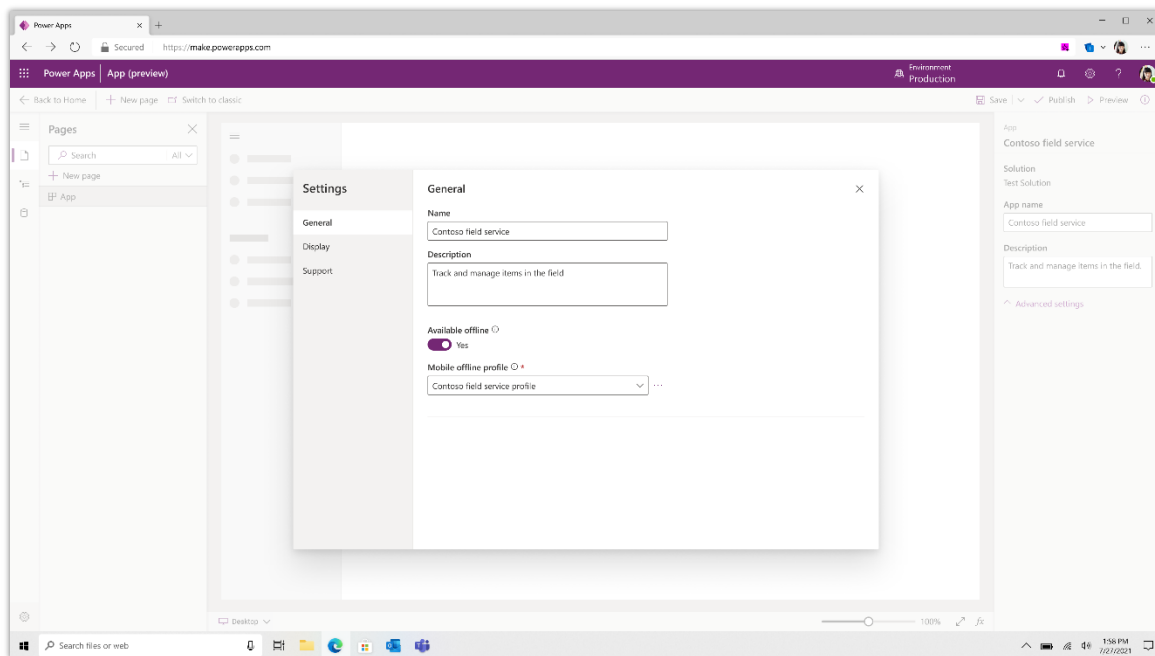 Power Apps
Secured https://make.powerapps.com
Power Apps App (preview)
Environment
Production
Back to Home New page Switch to classic
Save Publish Preview
Pages
Search All
New page
App
Settings
General
Display
Support
General
Name
Contoso field service
Description
Track and manage items in the field
Available offline
Yes
Mobile offline profile *
Contoso field service profile
App
Contoso field service
Solution
Test Solution
App name
Contoso field service
Description
Track and manage items in the field.
Advanced settings
Desktop
100%
Search files or web
1:58 PM
7/27/2021